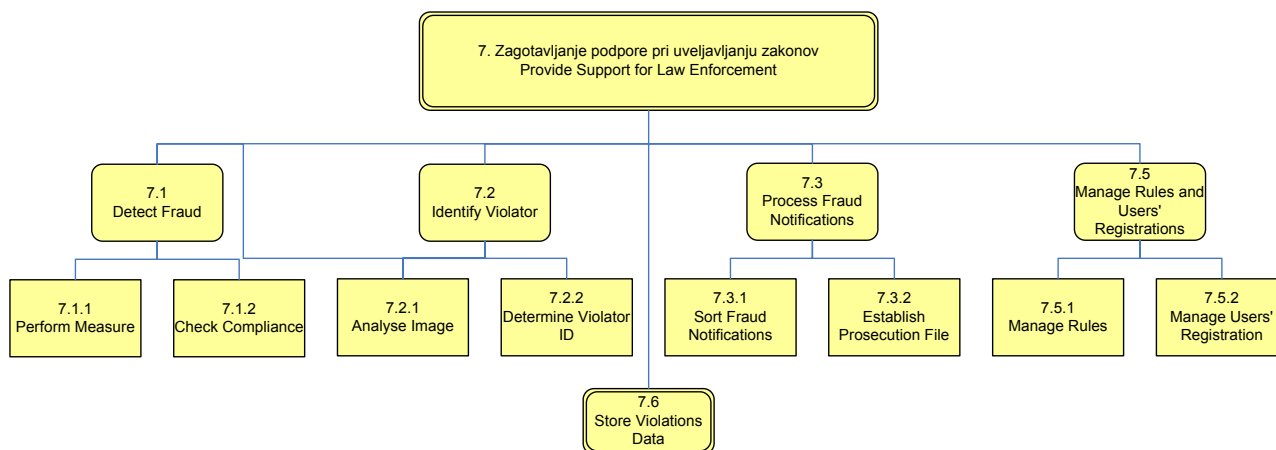 7. Zagotavljanje podpore pri uveljavljanju zakonov
Provide Support for Law Enforcement
7.1
Detect Fraud
7.2
Identify Violator
7.3
Process Fraud
Notifications
7.5
Manage Rules and
Users'
Registrations
7.1.1
Perform Measure
7.1.2
Check Compliance
7.2.1
Analyse Image
7.2.2
Determine Violator
ID
7.3.1
Sort Fraud
Notifications
7.3.2
Establish
Prosecution File
7.5.1
Manage Rules
7.5.2
Manage Users'
Registration
7.6
Store Violations
Data